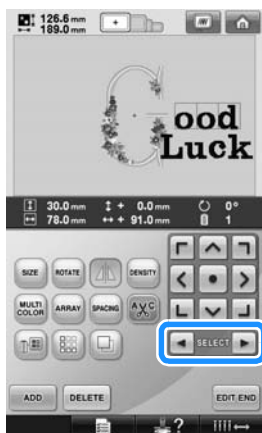 126.6 mm
189.0 mm
G ood
Luck
30.0 mm + 0.0 mm 0°
78.0 mm + 91.0 mm 1
SIZE ROTATE DENSITY
MULTI COLOR ARRAY SPACING ABC
SELECT
ADD DELETE EDIT END
?